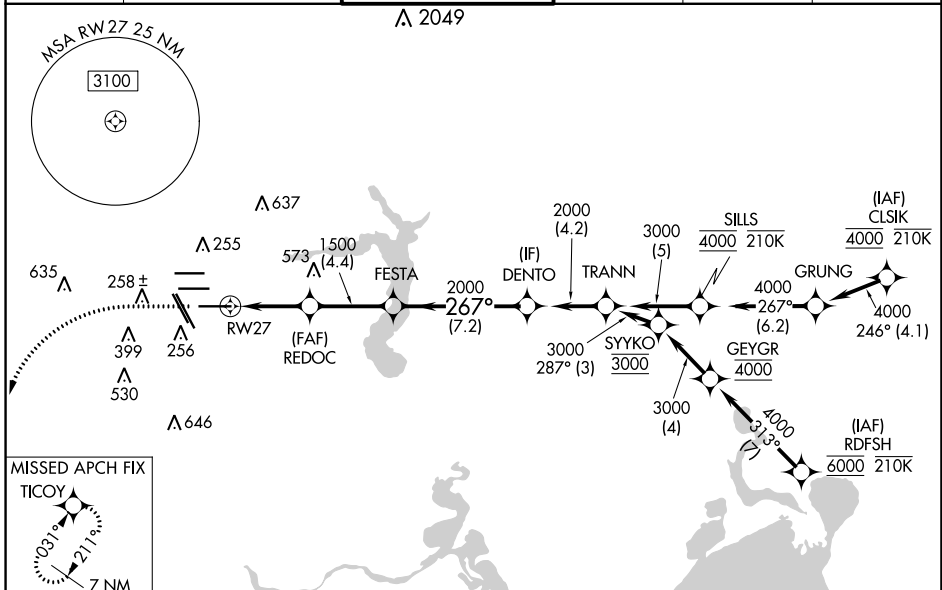 2049
MSA RW27 25 NM
3100
637
255
635
258 ±
573
1500
(4.4)
FESTA
RW27
(FAF)
REDOC
399
256
530
646
2000
267°
(7.2)
(IF)
DENTO
2000
(4.2)
TRANN
3000
(5)
SILLS
4000 210K
GRUNG
4000
267°
(6.2)
(IAF)
CLSIK
4000 210K
4000
246° (4.1)
3000
287° (3)
SYYKO
3000
GEYGR
4000
3000
(4)
4000
313°
(7)
(IAF)
RDFSH
6000 210K
MISSED APCH FIX
TICOY
031°
211°
7 NM